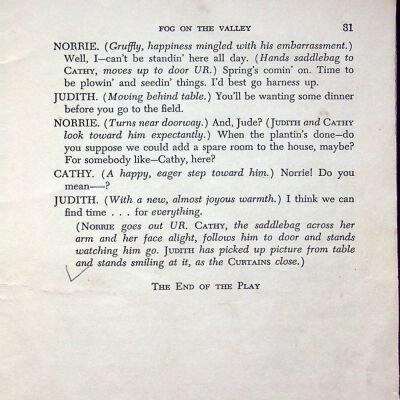 FOG ON THE VALLEY 31
NORRIE. (Gruffly, happiness mingled with his embarrassment.)
Well, I—can't be standin' here all day. (Hands saddlebag to
CATHY, moves up to door UR.) Spring's comin' on. Time to
be plowin' and seedin' things. I'd best go harness up.
JUDITH. (Moving behind table.) You'll be wanting some dinner
before you go to the field.
NORRIE. (Turns near doorway.) And, Jude? (JUDITH and CATHY
look toward him expectantly.) When the plantin's done—do
you suppose we could add a spare room to the house, maybe?
For somebody like—Cathy, here?
CATHY. (A happy, eager step toward him.) Norrie! Do you
mean——?
JUDITH. (With a new, almost joyous warmth.) I think we can
find time . . . for everything.
(NORRIE goes out UR. CATHY, the saddlebag across her
arm and her face alight, follows him to door and stands
watching him go. JUDITH has picked up picture from table
and stands smiling at it, as the CURTAINS close.)
THE END OF THE PLAY